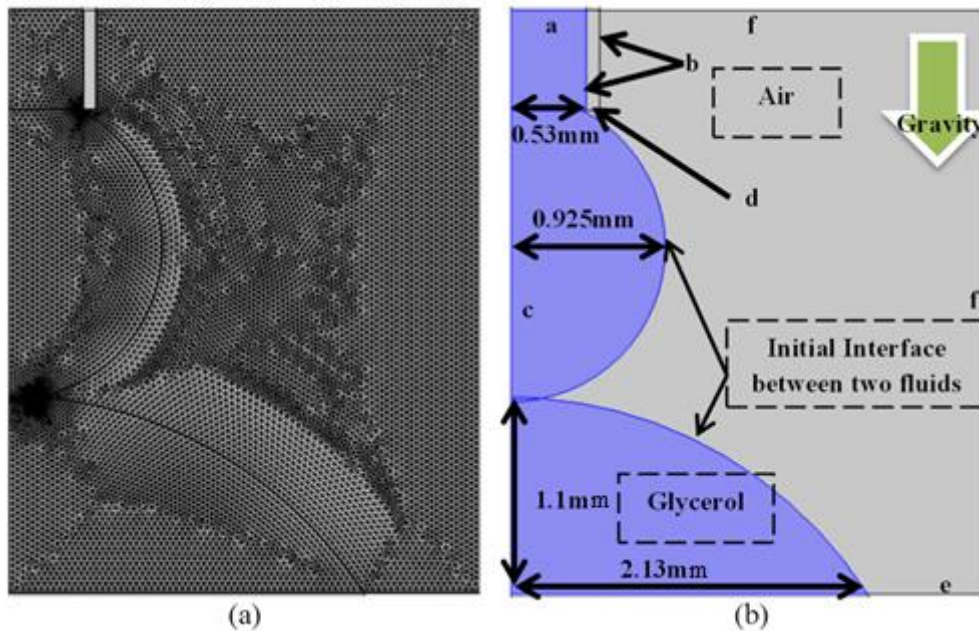 a
f
b
Air
Gravity
0.53mm
d
0.925mm
c
f
Initial Interface
between two fluids
1.1mm
Glycerol
2.13mm
e
(a)
(b)